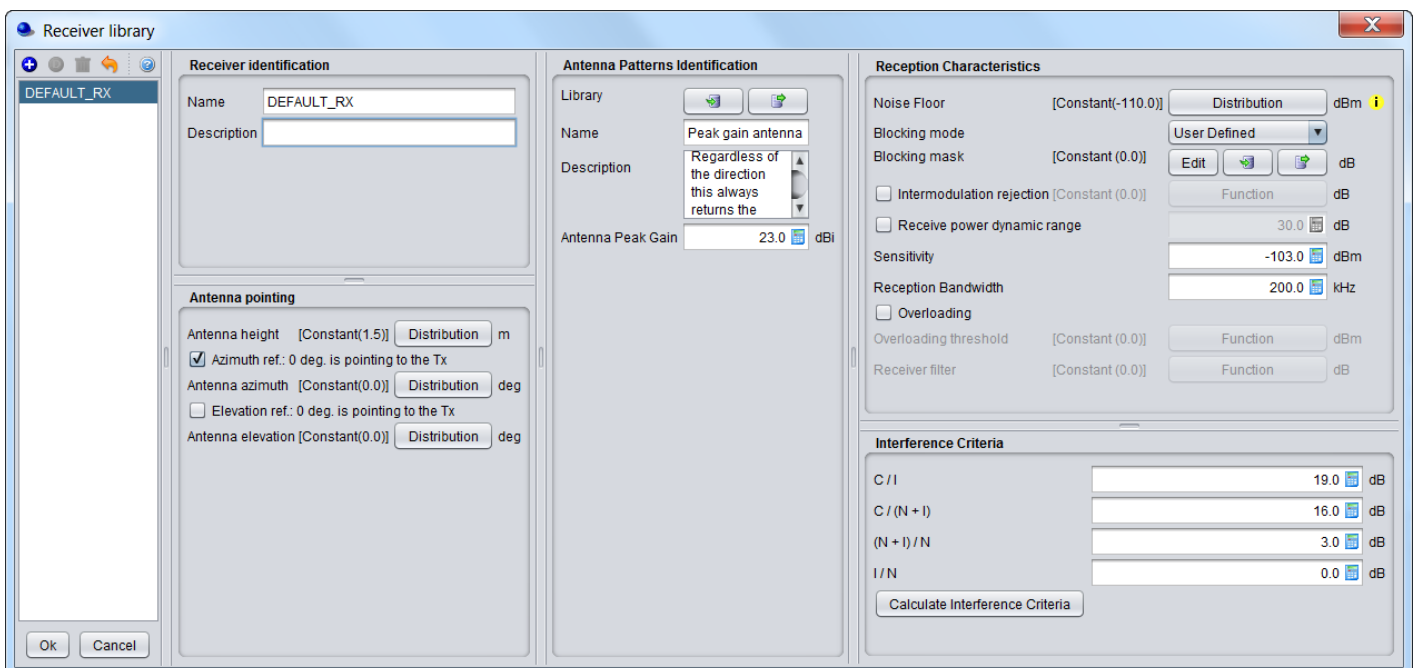 Receiver library
DEFAULT_RX
Ok Cancel
Receiver identification
Name DEFAULT_RX
Description
Antenna pointing
Antenna height [Constant(1.5)] Distribution m
Azimuth ref.: 0 deg. is pointing to the Tx
Antenna azimuth [Constant(0.0)] Distribution deg
Elevation ref.: 0 deg. is pointing to the Tx
Antenna elevation [Constant(0.0)] Distribution deg
Antenna Patterns Identification
Library
Name Peak gain antenna
Description Regardless of
the direction
this always
returns the
Antenna Peak Gain 23.0 dBi
Reception Characteristics
Noise Floor [Constant(-110.0)] Distribution dBm i
Blocking mode User Defined
Blocking mask [Constant (0.0)] Edit dB
Intermodulation rejection [Constant (0.0)] Function dB
Receive power dynamic range 30.0 dB
Sensitivity -103.0 dBm
Reception Bandwidth 200.0 kHz
Overloading
Overloading threshold [Constant (0.0)] Function dBm
Receiver filter [Constant (0.0)] Function dB
Interference Criteria
C / I 19.0 dB
C / (N + I) 16.0 dB
(N + I) / N 3.0 dB
I / N 0.0 dB
Calculate Interference Criteria